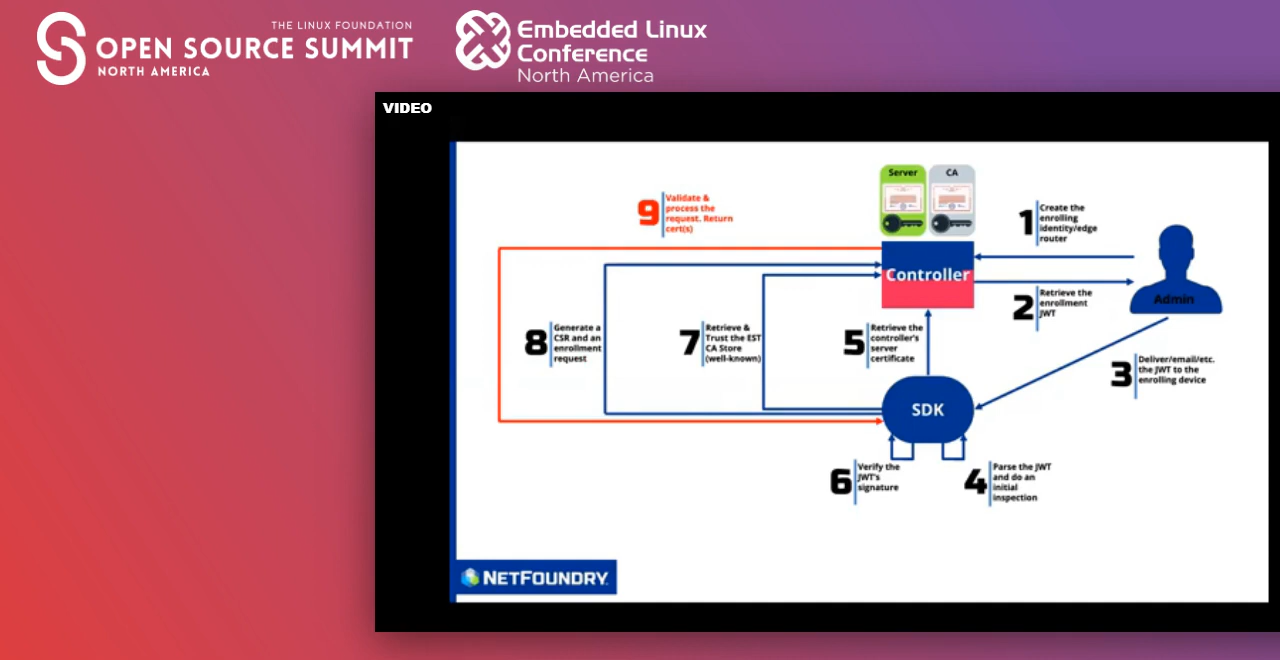 THE LINUX FOUNDATION
OPEN SOURCE SUMMIT
NORTH AMERICA
Embedded Linux
Conference
North America
VIDEO
Server
CA
9
Validate &
process the
request. Return
cert(s)
1
Create the
enrolling
identity/edge
router
Controller
Admin
2
Retrieve the
enrollment
JWT
8
Generate a
CSR and an
enrollment
request
7
Retrieve &
Trust the EST
CA Store
(well-known)
5
Retrieve the
controller's
server
certificate
3
Deliver/email/etc.
the JWT to the
enrolling device
SDK
6
Verify the
JWT's
signature
4
Parse the JWT
and do an
initial
inspection
NETFOUNDRY